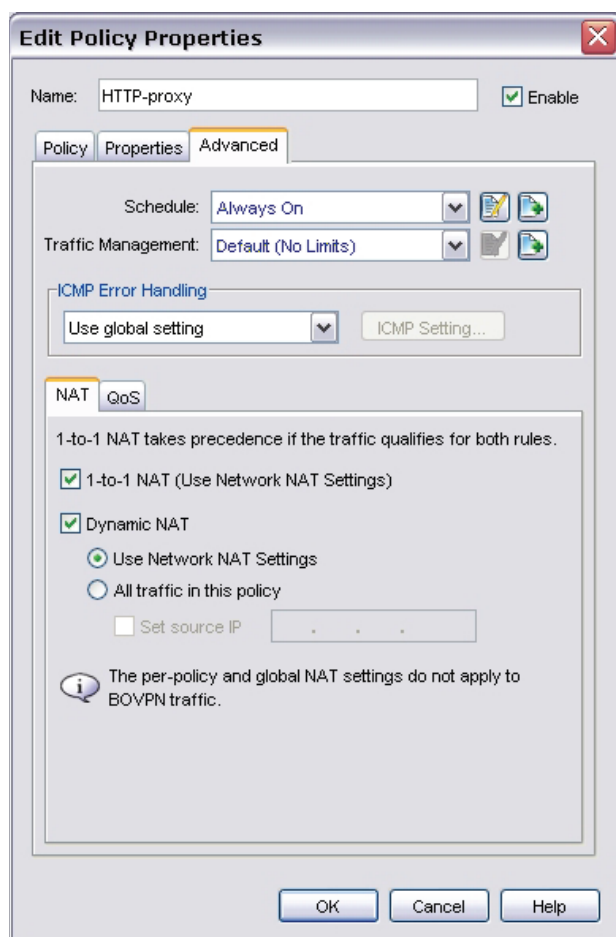 Edit Policy Properties
Name: HTTP-proxy Enable
Policy Properties Advanced
Schedule: Always On
Traffic Management: Default (No Limits)
ICMP Error Handling
Use global setting ICMP Setting...
NAT QoS
1-to-1 NAT takes precedence if the traffic qualifies for both rules.
1-to-1 NAT (Use Network NAT Settings)
Dynamic NAT
Use Network NAT Settings
All traffic in this policy
Set source IP . . .
The per-policy and global NAT settings do not apply to
BOVPN traffic.
OK Cancel Help